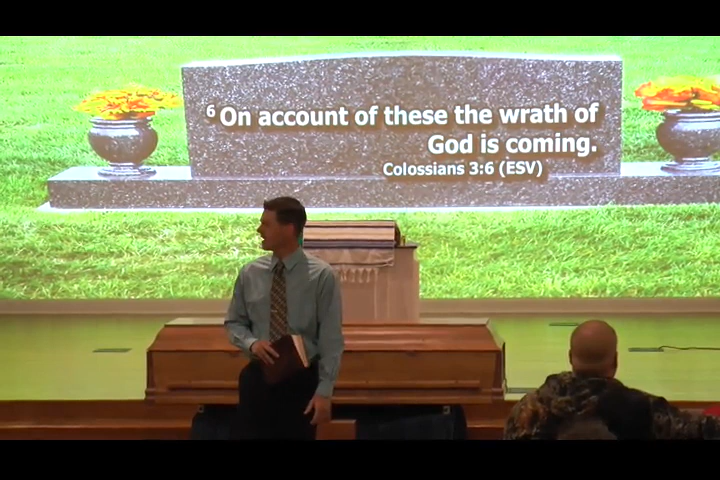 6 On account of these the wrath of
God is coming.
Colossians 3:6 (ESV)